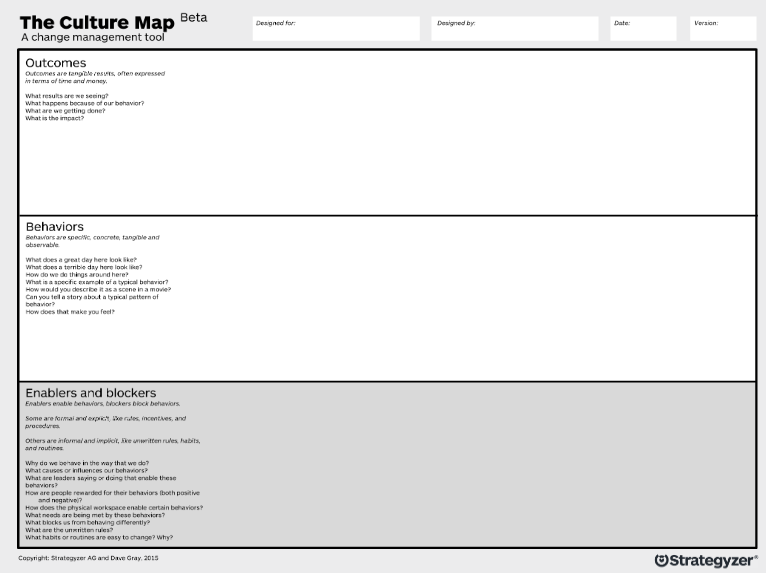 The Culture Map Beta
A change management tool
Designed for:
Designed by:
Date:
Version:
Outcomes
Outcomes are tangible results, often expressed
in terms of time and money.
What results are we seeing?
What happens because of our behavior?
What are we getting done?
What is the impact?
Behaviors
Behaviors are specific, concrete, tangible and
observable.
What does a great day here look like?
What does a terrible day here look like?
How do we do things around here?
What is a specific example of a typical behavior?
How would you describe it as a scene in a movie?
Can you tell a story about a typical pattern of
behavior?
How does that make you feel?
Enablers and blockers
Enablers enable behaviors, blockers block behaviors.
Some are formal and explicit, like rules, incentives, and
procedures.
Others are informal and implicit, like unwritten rules, habits,
and routines.
Why do we behave in the way that we do?
What causes or influences our behaviors?
What are leaders saying or doing that enable these
behaviors?
How are people rewarded for their behaviors (both positive
and negative)?
How does the physical workspace enable certain behaviors?
What needs are being met by these behaviors?
What blocks us from behaving differently?
What are the unwritten rules?
What habits or routines are easy to change? Why?
Copyright: Strategyzer AG and Dave Gray, 2015
Strategyzer®